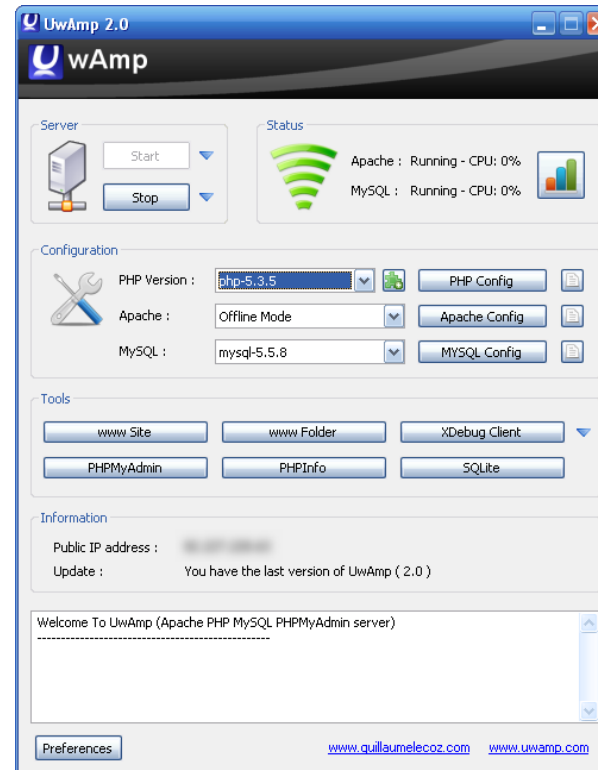 UwAmp 2.0
wAmp
Server
Start
Stop
Status
Apache : Running - CPU: 0%
MySQL : Running - CPU: 0%
Configuration
PHP Version : php-5.3.5 PHP Config
Apache : Offline Mode Apache Config
MySQL : mysql-5.5.8 MYSQL Config
Tools
www Site www Folder XDebug Client
PHPMyAdmin PHPInfo SQLite
Information
Public IP address :
Update : You have the last version of UwAmp ( 2.0 )
Welcome To UwAmp (Apache PHP MySQL PHPMyAdmin server)
-------------------------------------------------
Preferences www.guillaumelecoz.com www.uwamp.com